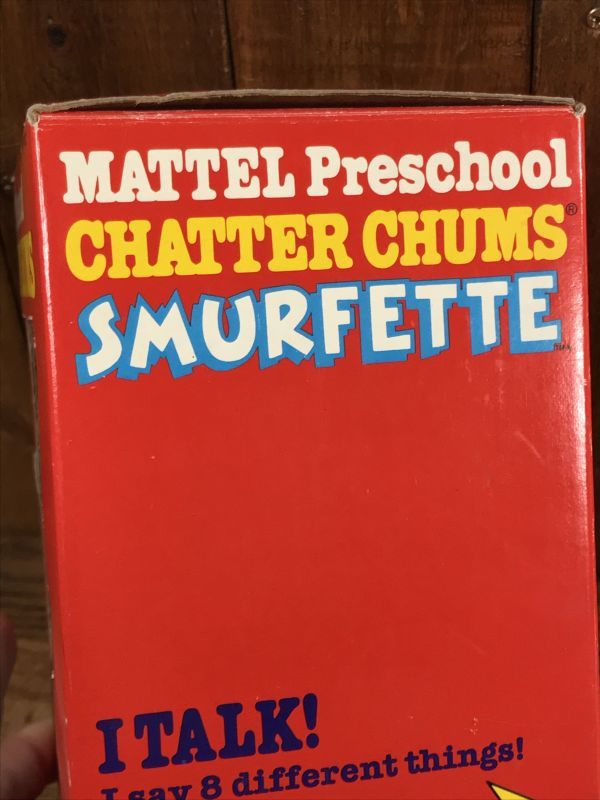 MATTEL Preschool
CHATTER CHUMS®
SMURFETTE
I TALK!
I say 8 different things!